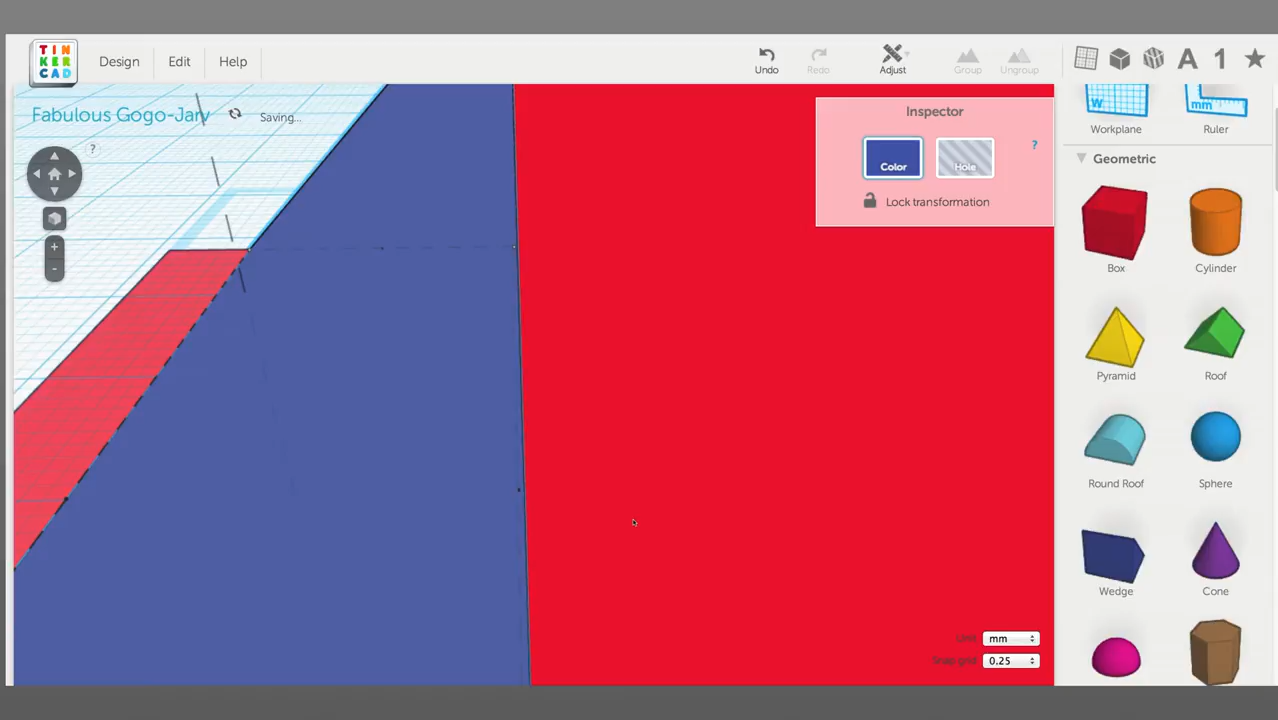 TIN
KER
CAD
Design
Edit
Help
Undo
Redo
Adjust
Group
Ungroup
A
1
Fabulous Gogo-Jarv
Saving...
?
+
-
Inspector
Color
Hole
?
Lock transformation
W
mm
Workplane
Ruler
Geometric
Box
Cylinder
Pyramid
Roof
Round Roof
Sphere
Wedge
Cone
Unit
mm
Snap grid
0.25